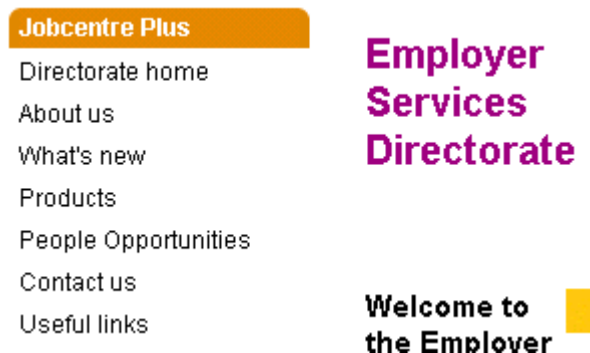 Jobcentre Plus
Directorate home
About us
What's new
Products
People Opportunities
Contact us
Useful links
Employer
Services
Directorate
Welcome to
the Employer